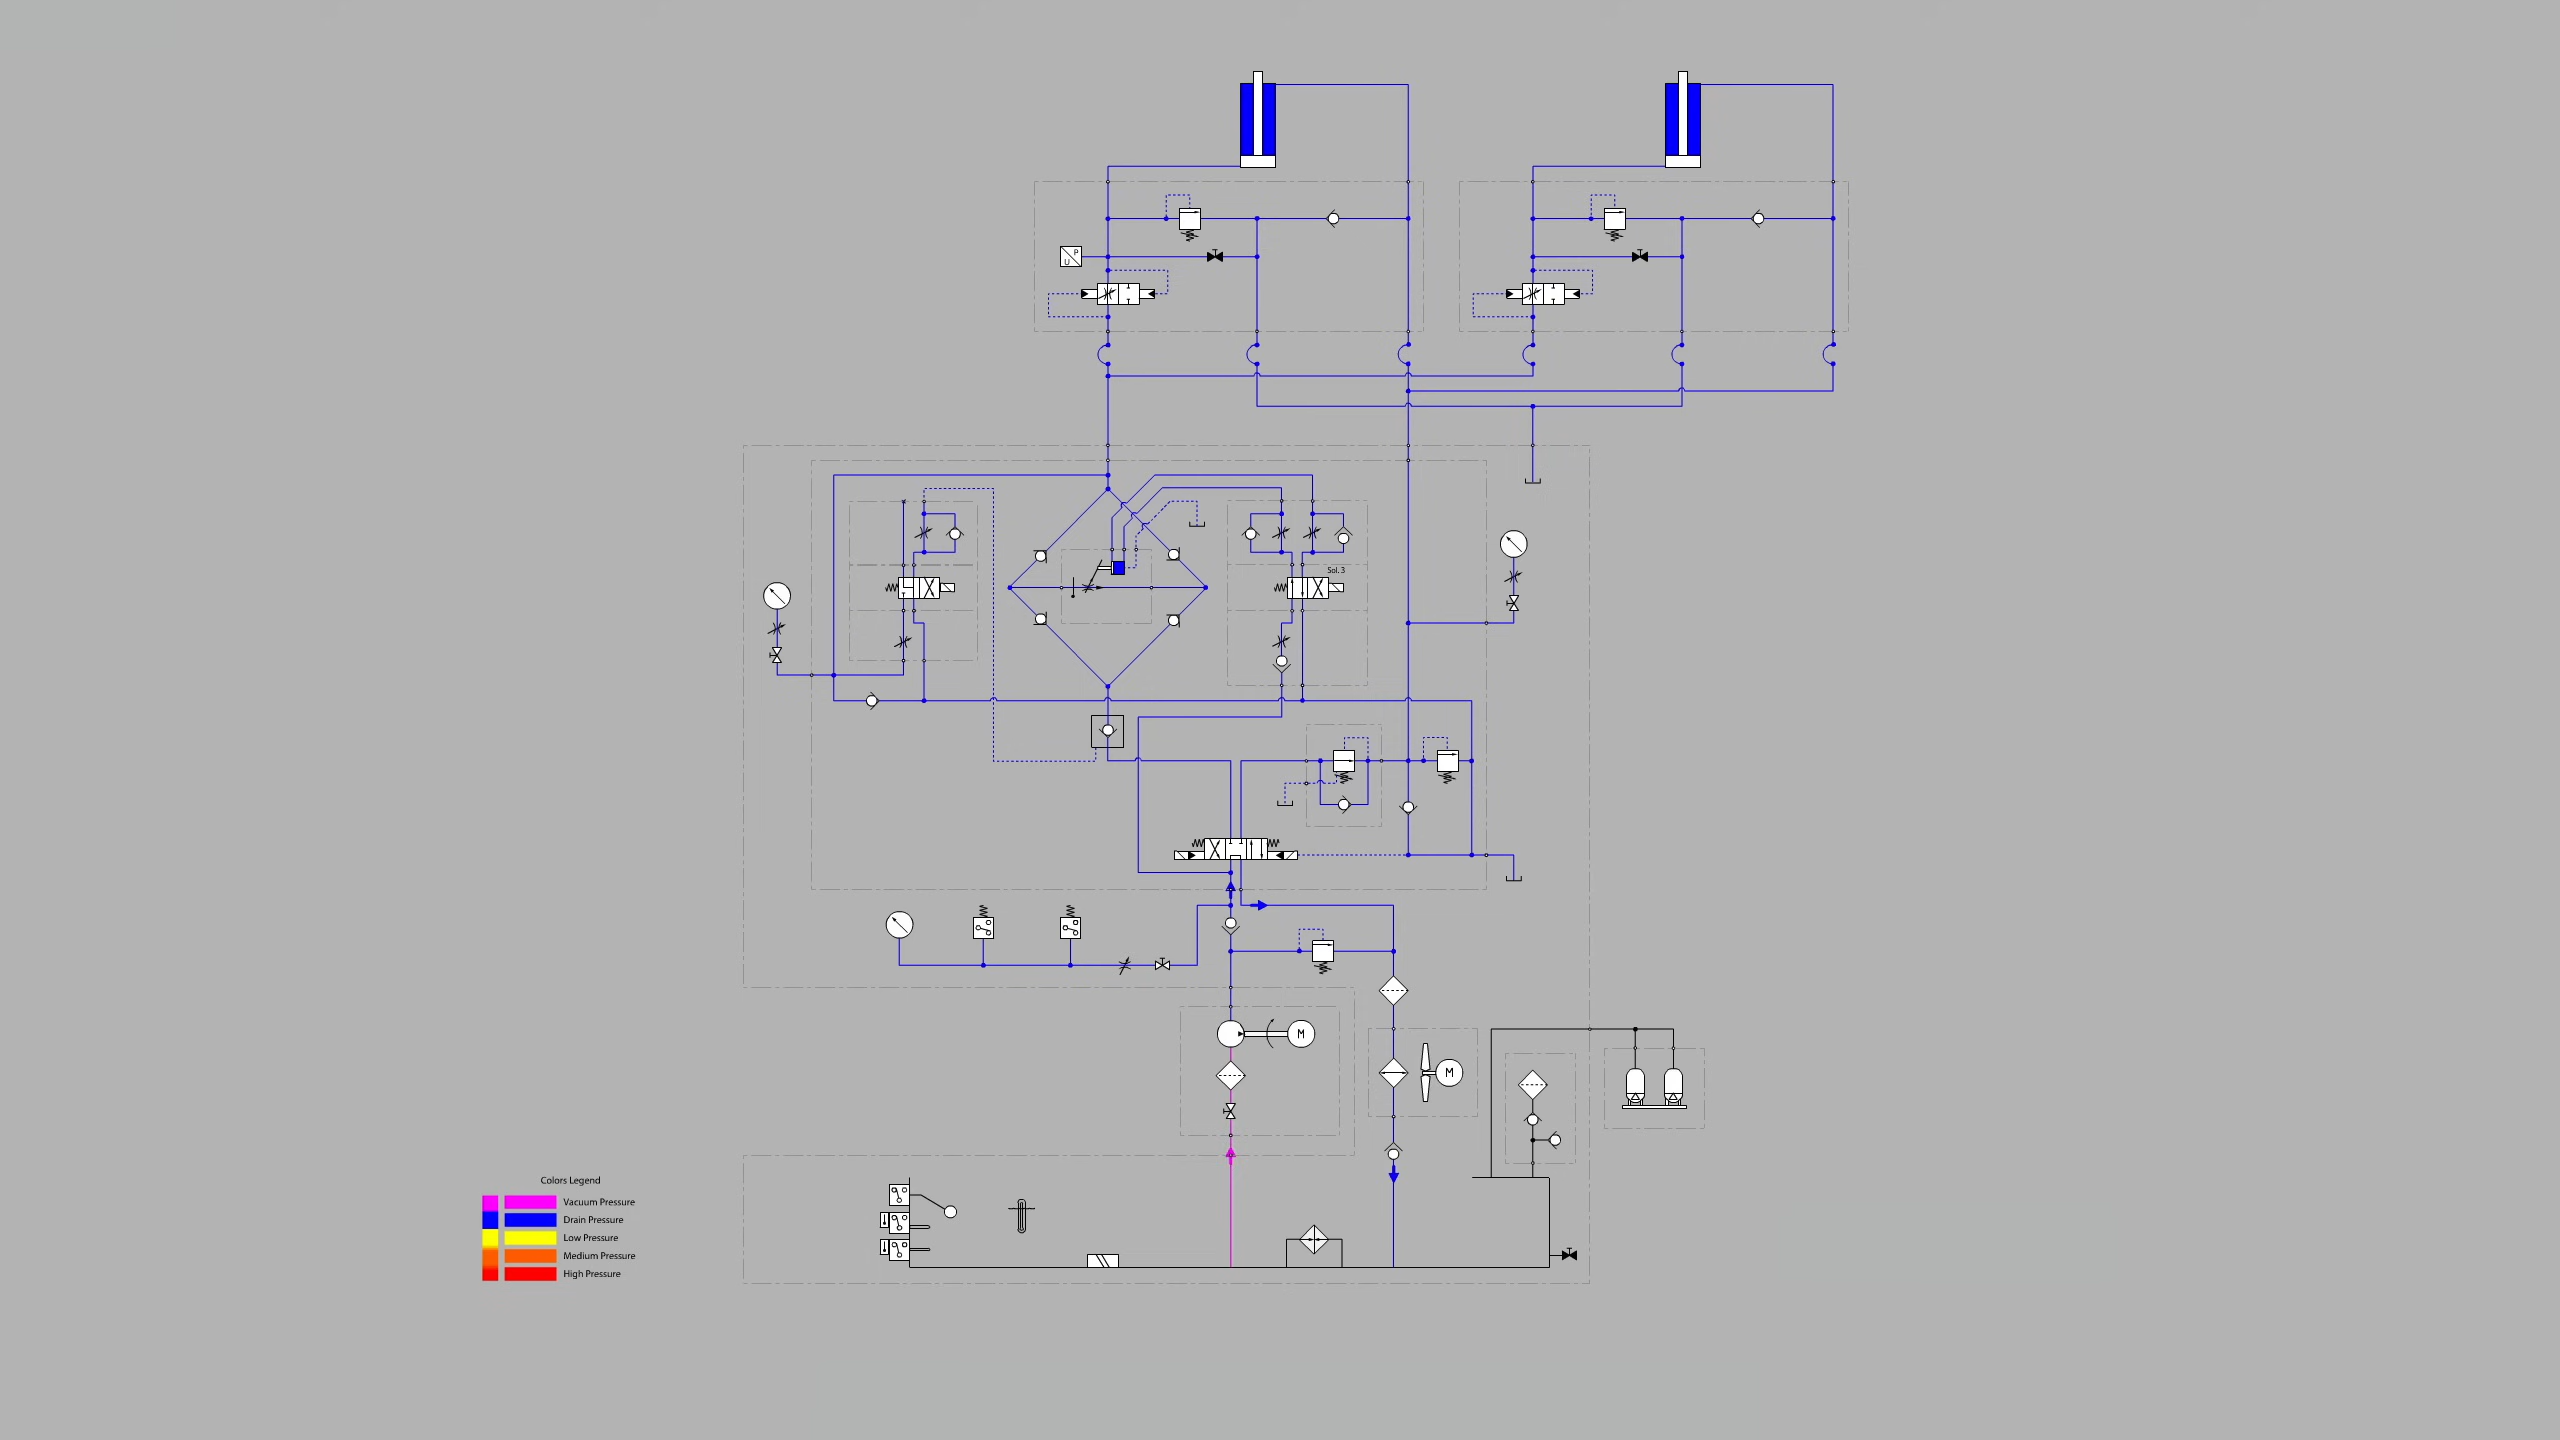 P
U
Sol. 3
M
M
Colors Legend
Vacuum Pressure
Drain Pressure
Low Pressure
Medium Pressure
High Pressure